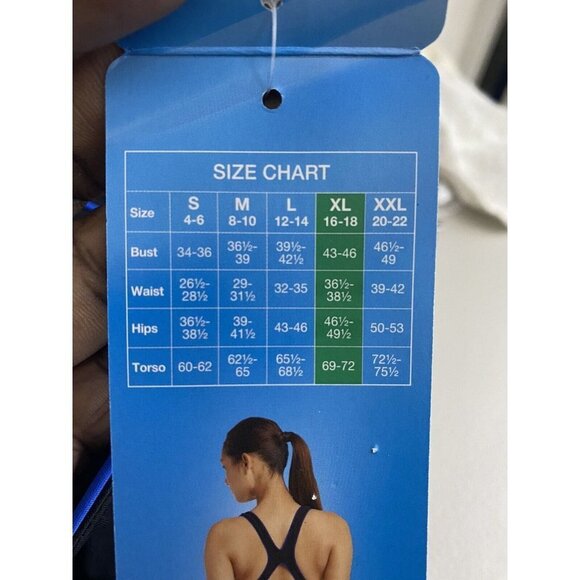 SIZE CHART
Size S 4-6 M 8-10 L 12-14 XL 16-18 XXL 20-22
Bust 34-36 36½-39 39½-42½ 43-46 46½-49
Waist 26½-28½ 29-31½ 32-35 36½-38½ 39-42
Hips 36½-38½ 39-41½ 43-46 46½-49½ 50-53
Torso 60-62 62½-65 65½-68½ 69-72 72½-75½